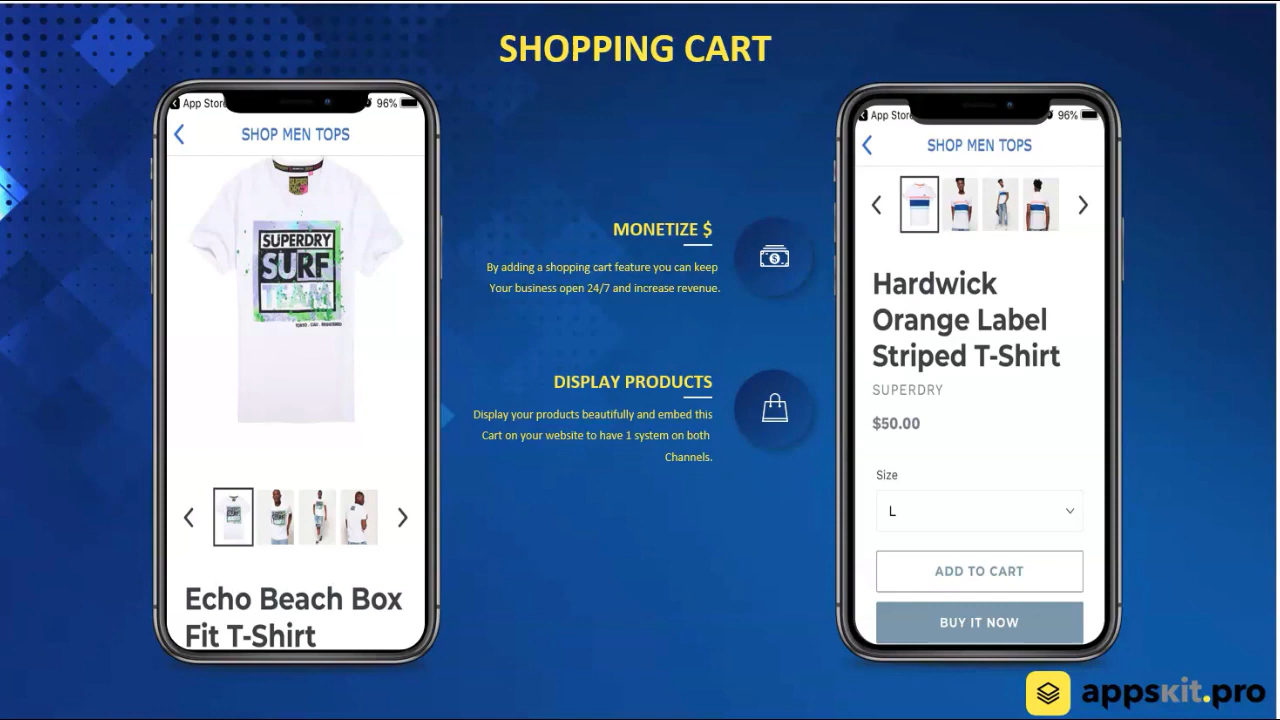 SHOPPING CART
App Store
96%
SHOP MEN TOPS
SUPERDRY
SURF
TEAM
Echo Beach Box
Fit T-Shirt
MONETIZE $
By adding a shopping cart feature you can keep
Your business open 24/7 and increase revenue.
DISPLAY PRODUCTS
Display your products beautifully and embed this
Cart on your website to have 1 system on both
Channels.
App Store
96%
SHOP MEN TOPS
Hardwick
Orange Label
Striped T-Shirt
SUPERDRY
$50.00
Size
L
ADD TO CART
BUY IT NOW
appskit.pro